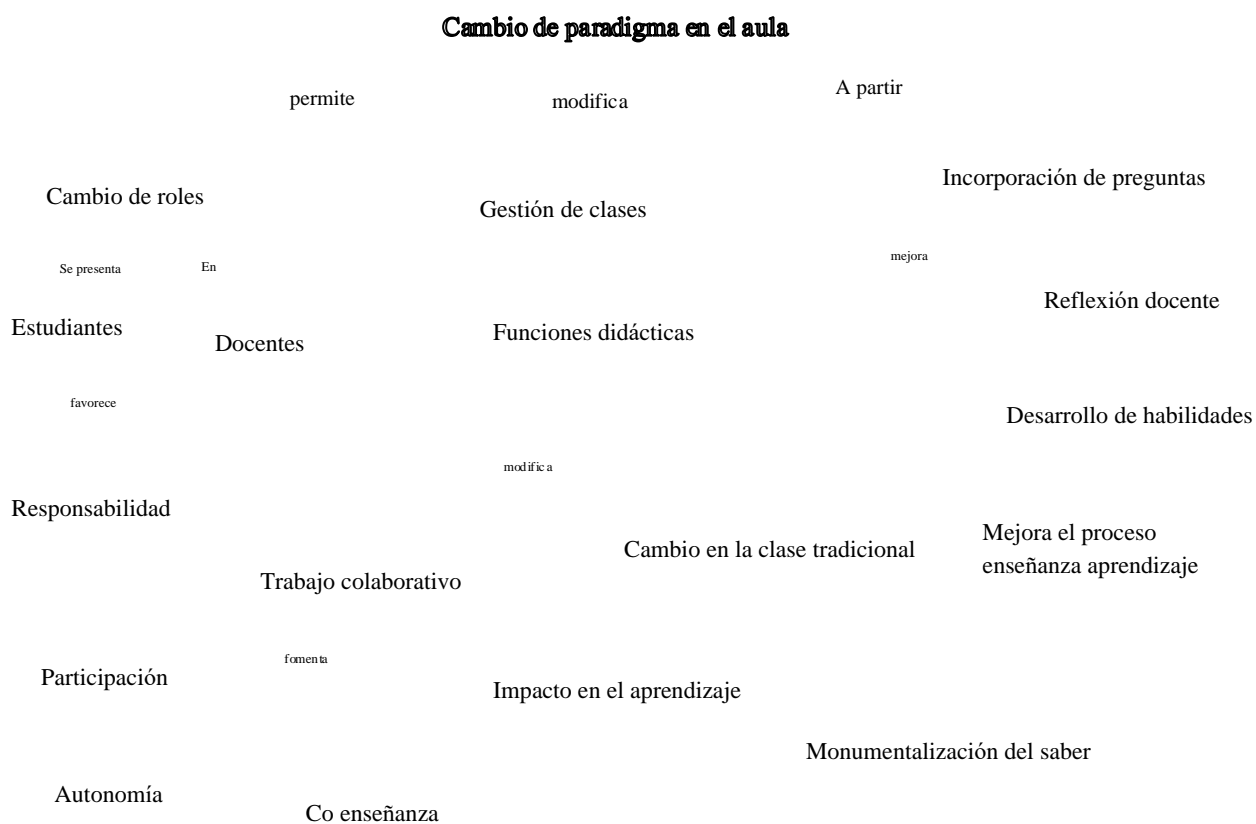 Cambio de paradigma en el aula
permite
modifica
A partir
Cambio de roles
Gestión de clases
Incorporación de preguntas
Se presenta
En
mejora
Estudiantes
Docentes
Funciones didácticas
Reflexión docente
favorece
Desarrollo de habilidades
modifica
Responsabilidad
Trabajo colaborativo
Cambio en la clase tradicional
Mejora el proceso
enseñanza aprendizaje
Participación
fomenta
Impacto en el aprendizaje
Monumentalización del saber
Autonomía
Co enseñanza